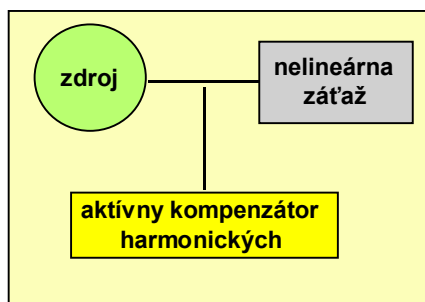 zdroj
nelineárna
záťaž
aktívny kompenzátor
harmonických